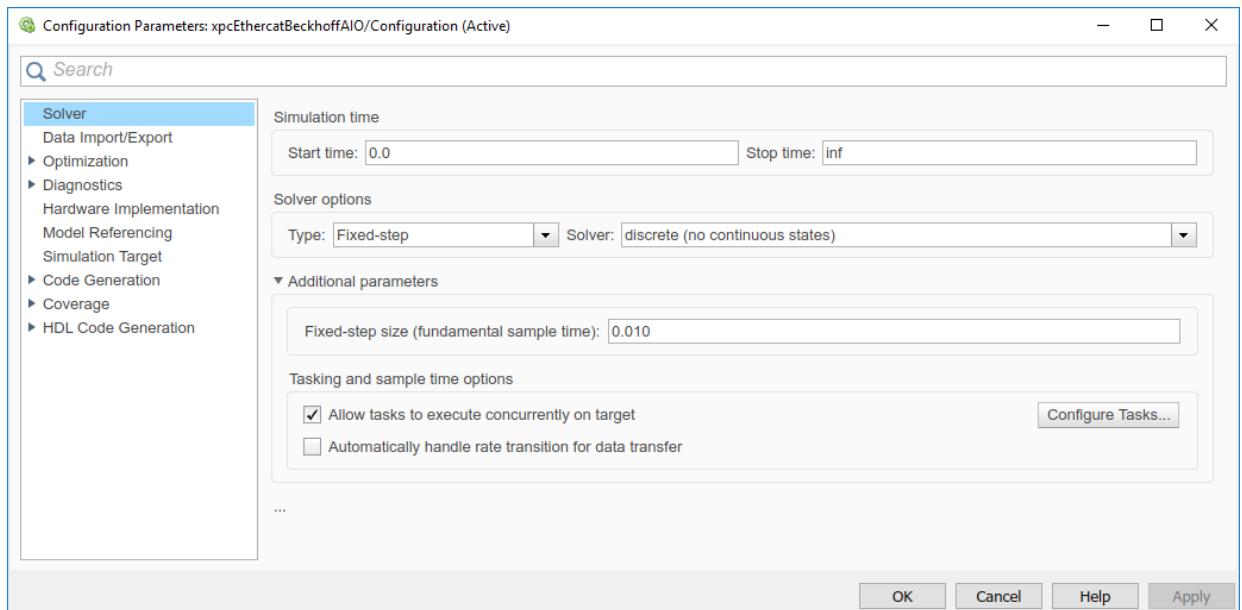 Configuration Parameters: xpcEthercatBeckhoffAIO/Configuration (Active)
Search
Solver
Data Import/Export
Optimization
Diagnostics
Hardware Implementation
Model Referencing
Simulation Target
Code Generation
Coverage
HDL Code Generation
Simulation time
Start time: 0.0 Stop time: inf
Solver options
Type: Fixed-step Solver: discrete (no continuous states)
Additional parameters
Fixed-step size (fundamental sample time): 0.010
Tasking and sample time options
Allow tasks to execute concurrently on target Configure Tasks...
Automatically handle rate transition for data transfer
...
OK Cancel Help Apply